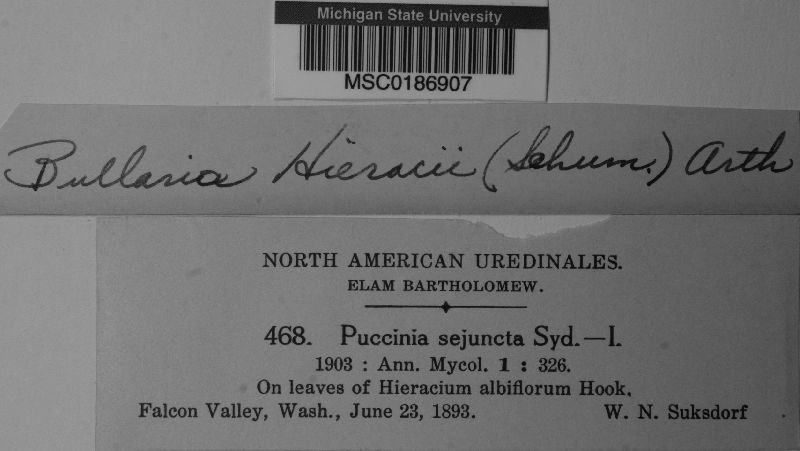 Michigan State University
MSC0186907
Bullaria Hieracii (Schum.) Arth
NORTH AMERICAN UREDINALES.
ELAM BARTHOLOMEW.
468. Puccinia sejuncta Syd.—I.
1903 : Ann. Mycol. 1 : 326.
On leaves of Hieracium albiflorum Hook.
Falcon Valley, Wash., June 23, 1893. W. N. Suksdorf